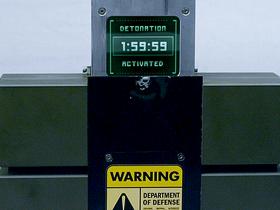 DETONATION
1:59:59
ACTIVATED
WARNING
DEPARTMENT
OF DEFENSE